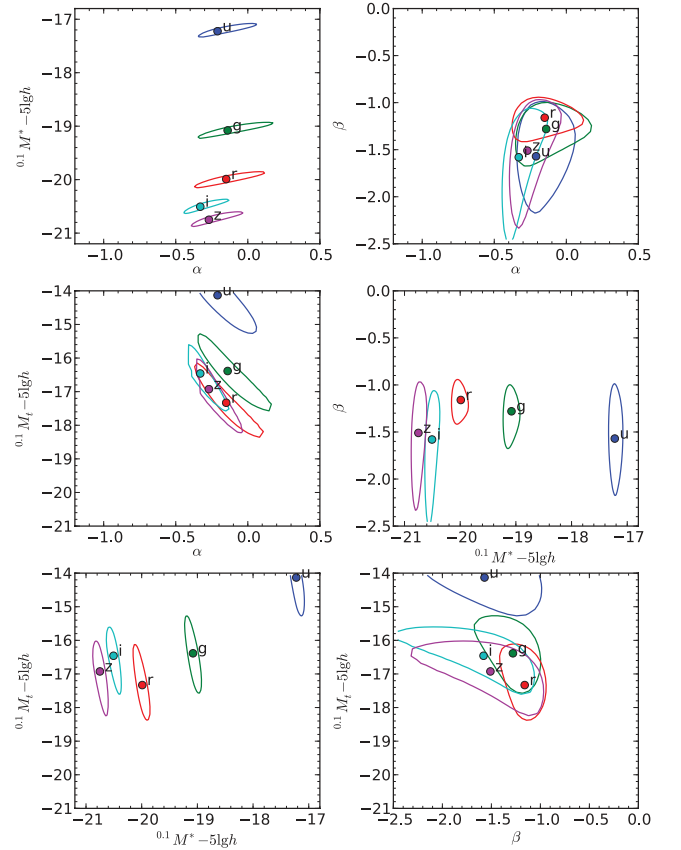 −17
−18
−19
−20
−21
−1.0 −0.5 0.0 0.5
α
0.1 M* − 5lgh
u
g
r
i
z
0.0
−0.5
−1.0
−1.5
−2.0
−2.5
−1.0 −0.5 0.0 0.5
α
β
r
g
z
i
u
−14
−15
−16
−17
−18
−19
−20
−21
−1.0 −0.5 0.0 0.5
α
0.1 Mt − 5lgh
u
g
i
z
r
0.0
−0.5
−1.0
−1.5
−2.0
−2.5
−21 −20 −19 −18 −17
0.1 M* − 5lgh
β
r
g
z
i
u
−14
−15
−16
−17
−18
−19
−20
−21
−21 −20 −19 −18 −17
0.1 M* − 5lgh
0.1 Mt − 5lgh
u
g
i
z
r
−14
−15
−16
−17
−18
−19
−20
−21
−2.5 −2.0 −1.5 −1.0 −0.5 0.0
β
0.1 Mt − 5lgh
u
g
i
z
r